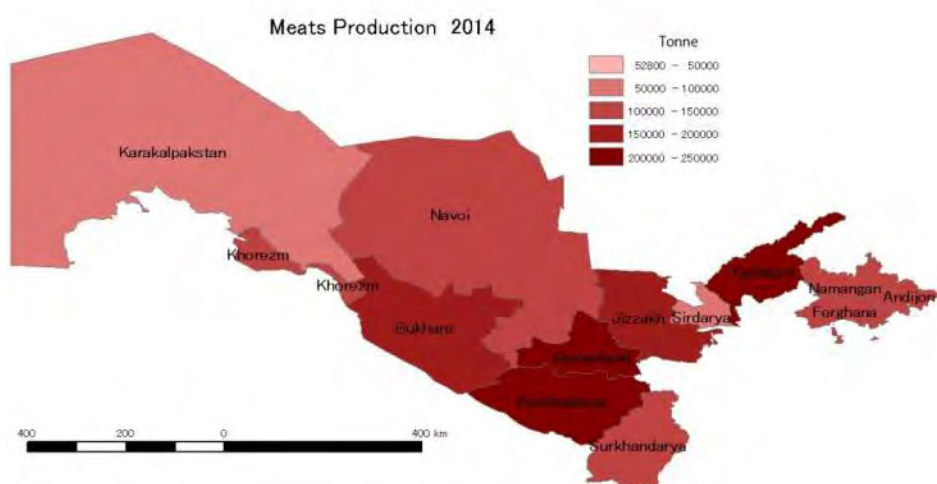 Meats Production 2014
Tonne
52800 - 50000
50000 - 100000
100000 - 150000
150000 - 200000
200000 - 250000
Karakalpakstan
Navoi
Khorezm
Khorezm
Bukhara
Jizzakh
Sirdarya
Namangan
Andijon
Ferghana
Surkhandarya
400 200 0 400 km